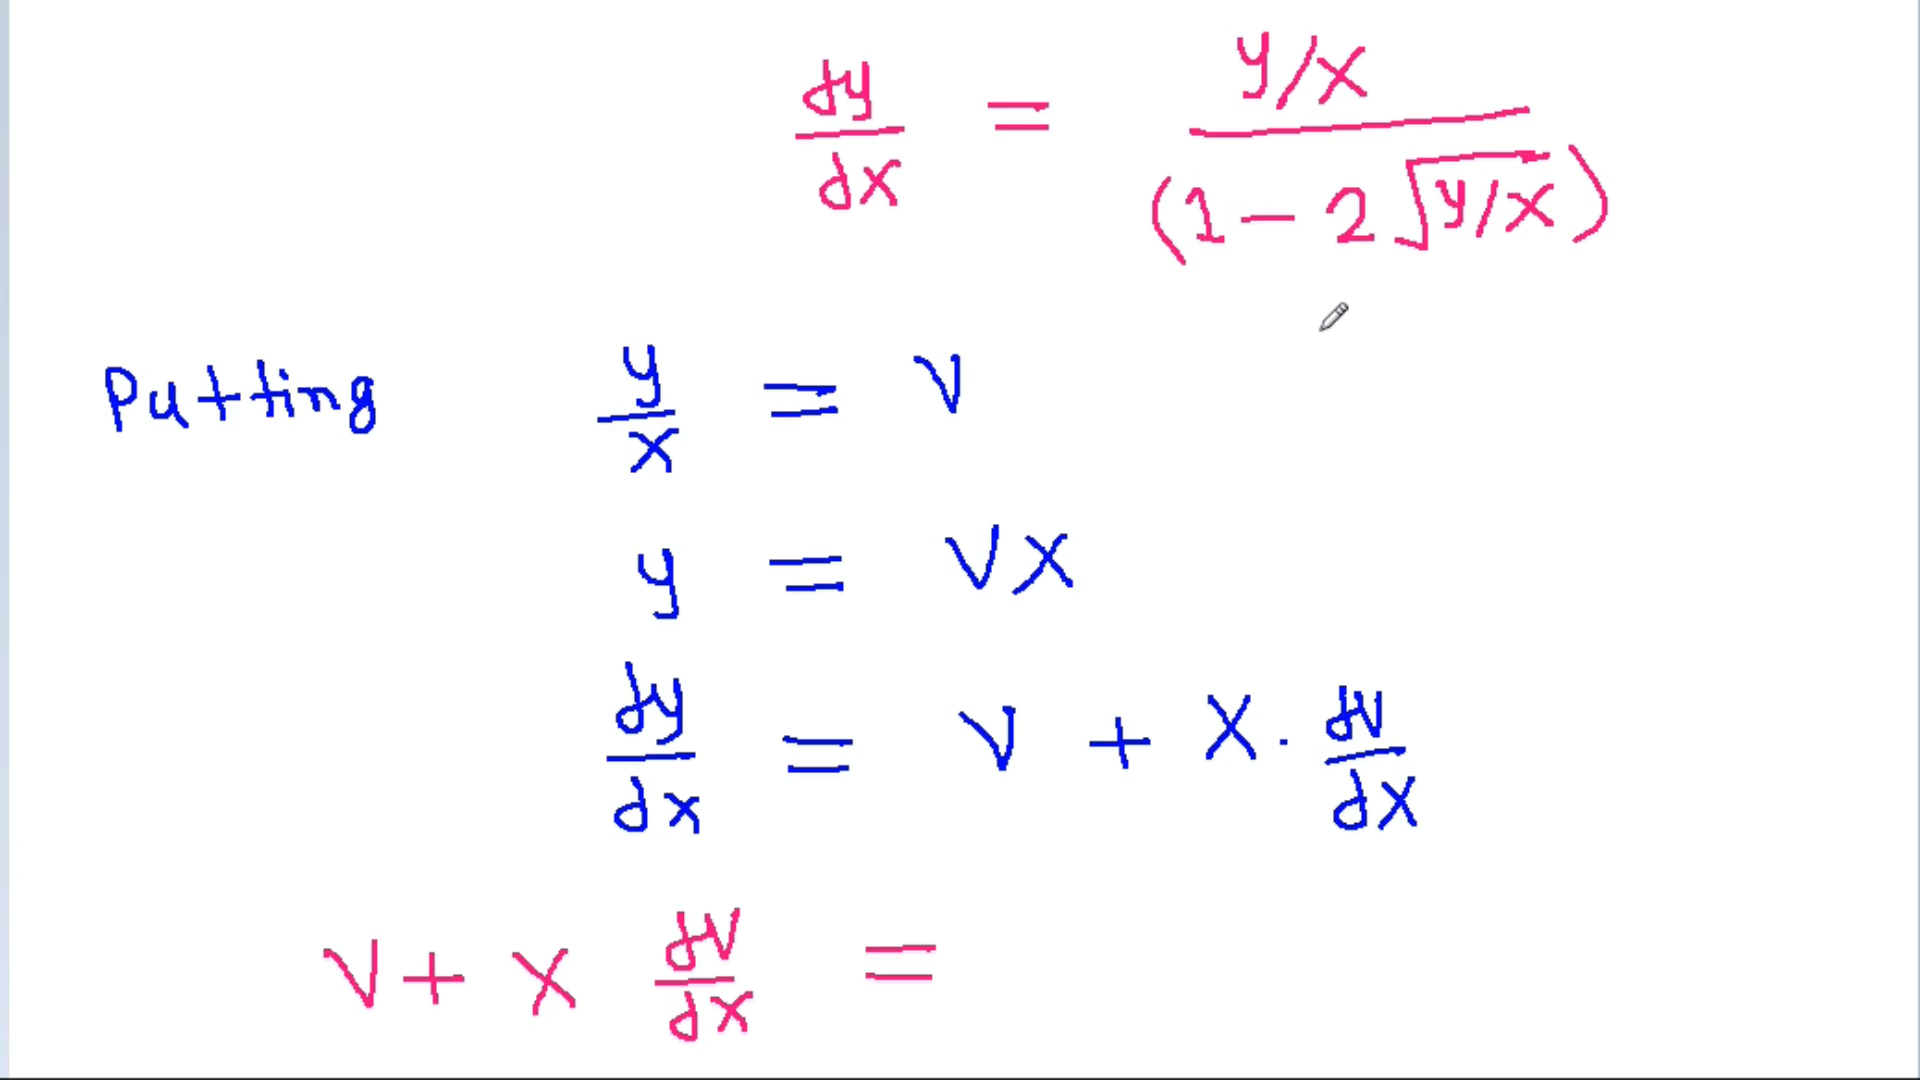 dy/dx = (y/x)/(1 - 2√(y/x))
Putting y/x = v
y = vx
dy/dx = v + x · dv/dx
v + x dv/dx =